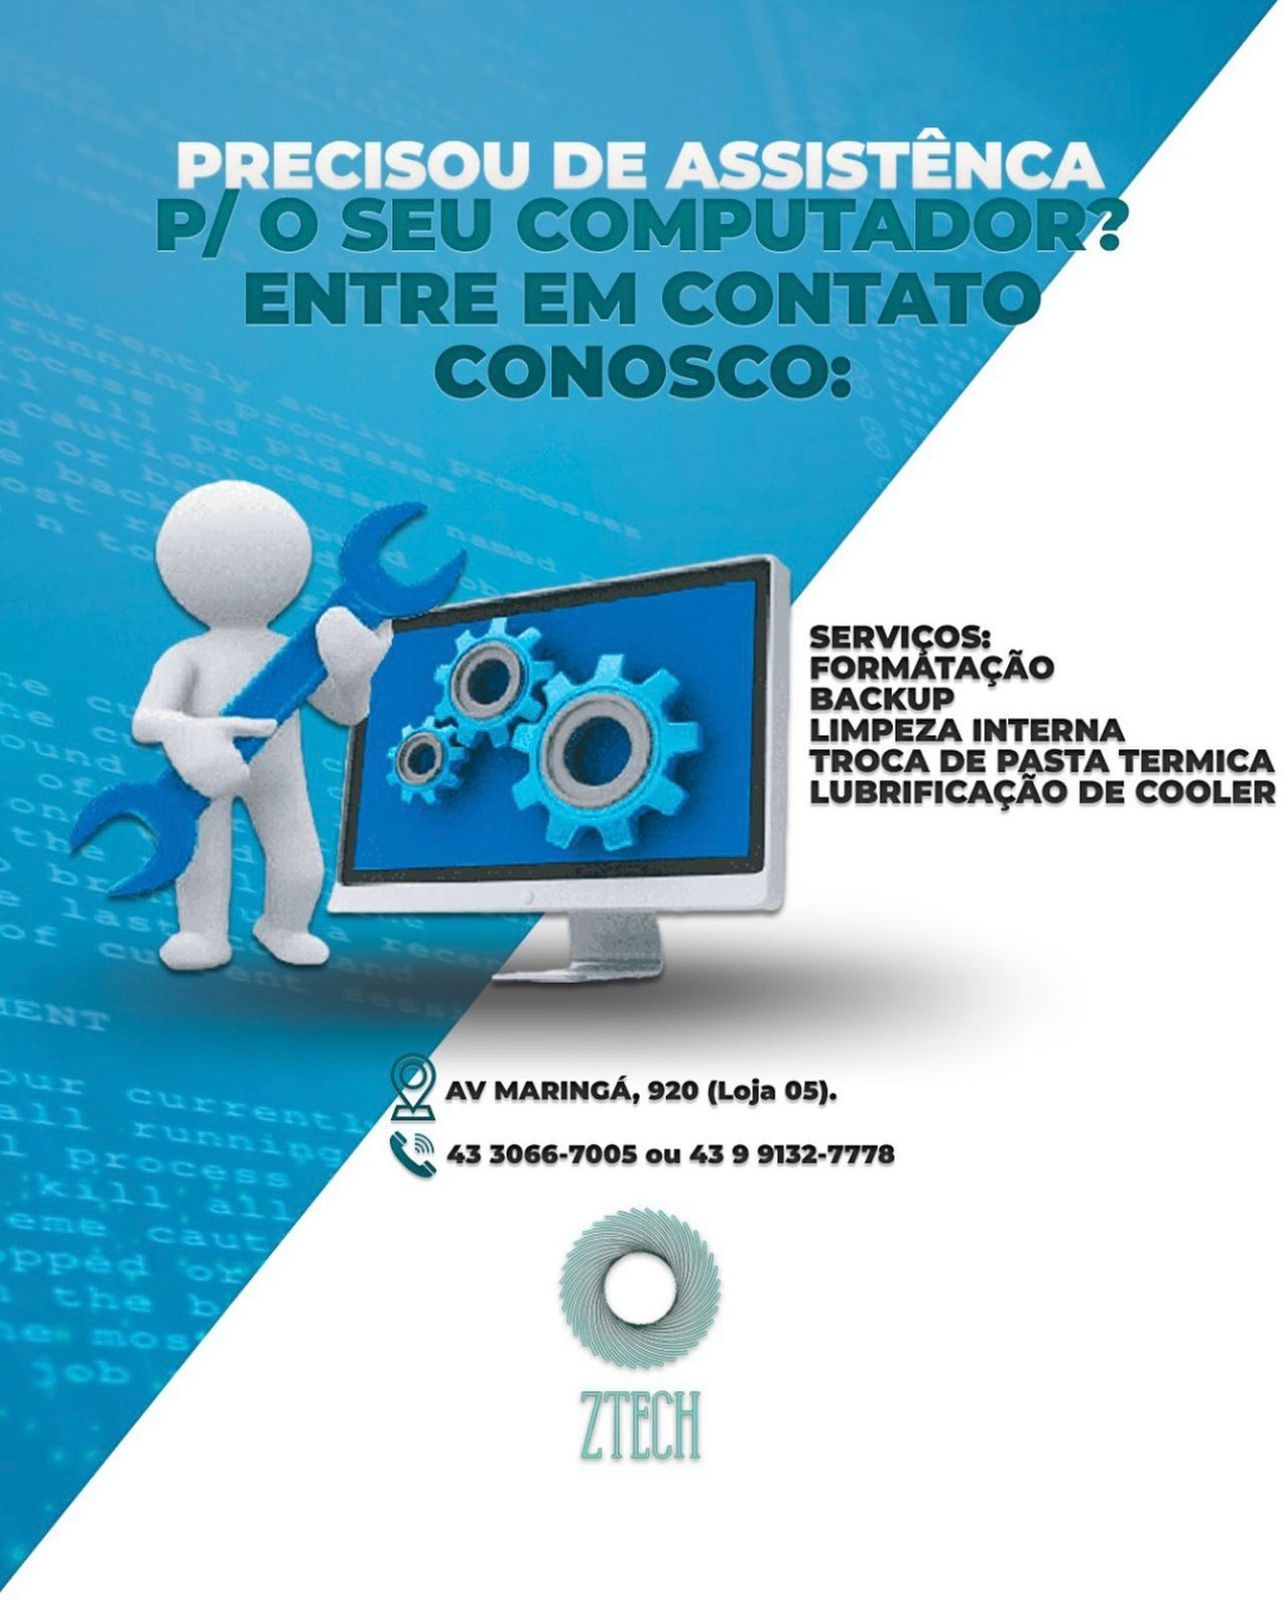 PRECISOU DE ASSISTÊNCA
P/ O SEU COMPUTADOR?
ENTRE EM CONTATO
CONOSCO:
SERVIÇOS:
FORMATAÇÃO
BACKUP
LIMPEZA INTERNA
TROCA DE PASTA TERMICA
LUBRIFICAÇÃO DE COOLER
AV MARINGÁ, 920 (Loja 05).
43 3066-7005 ou 43 9 9132-7778
ZTECH